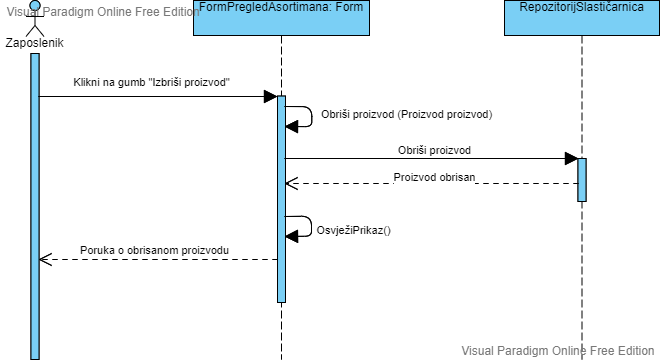 Visual Paradigm Online Free Edition
FormPregledAsortimana: Form
RepozitorijSlastičarnica
Zaposlenik
Klikni na gumb "Izbriši proizvod"
Obriši proizvod (Proizvod proizvod)
Obriši proizvod
Proizvod obrisan
OsvježiPrikaz()
Poruka o obrisanom proizvodu
Visual Paradigm Online Free Edition